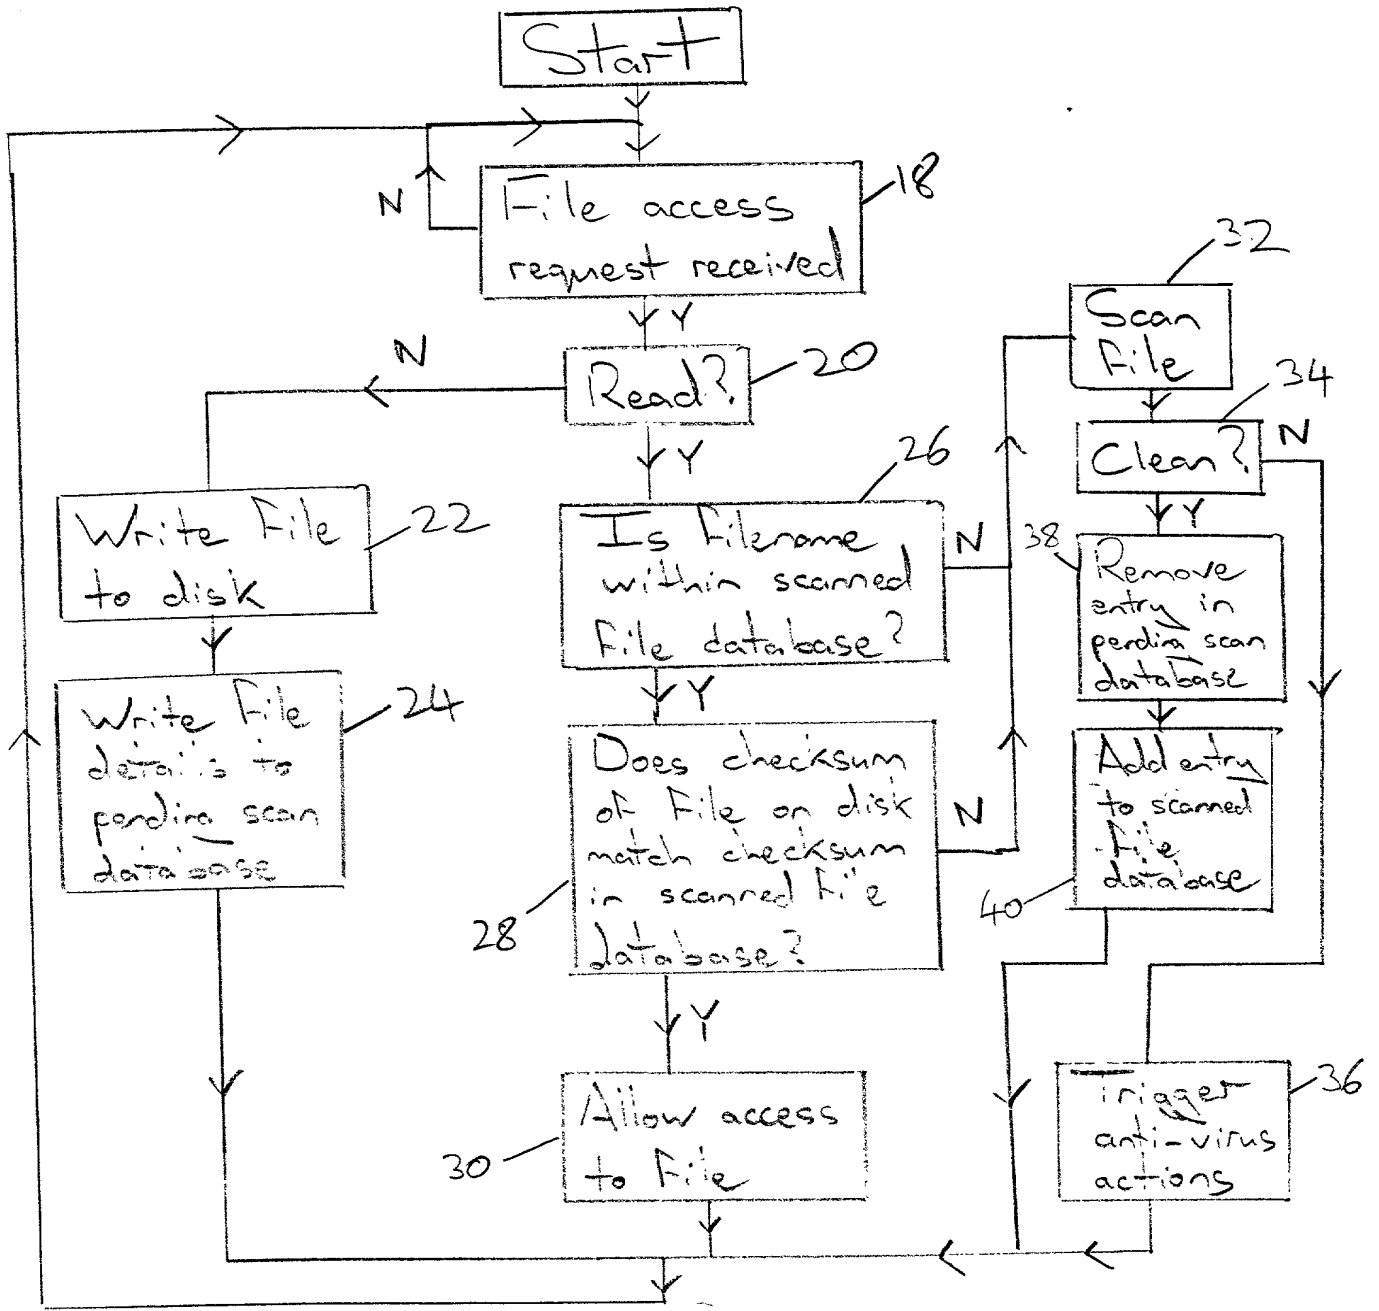 Start
N
File access
request received
18
Y
N
Read?
20
Y
Write File
to disk
22
Write File
details to
pending scan
database
24
Is Filename
within scanned
File database?
26
N
Y
Does checksum
of File on disk
match checksum
in scanned File
database?
28
N
Y
Allow access
to File
30
Scan
File
32
Clean?
34
N
Y
Remove
entry in
pending scan
database
38
Add entry
to scanned
File
database
40
Trigger
anti-virus
actions
36